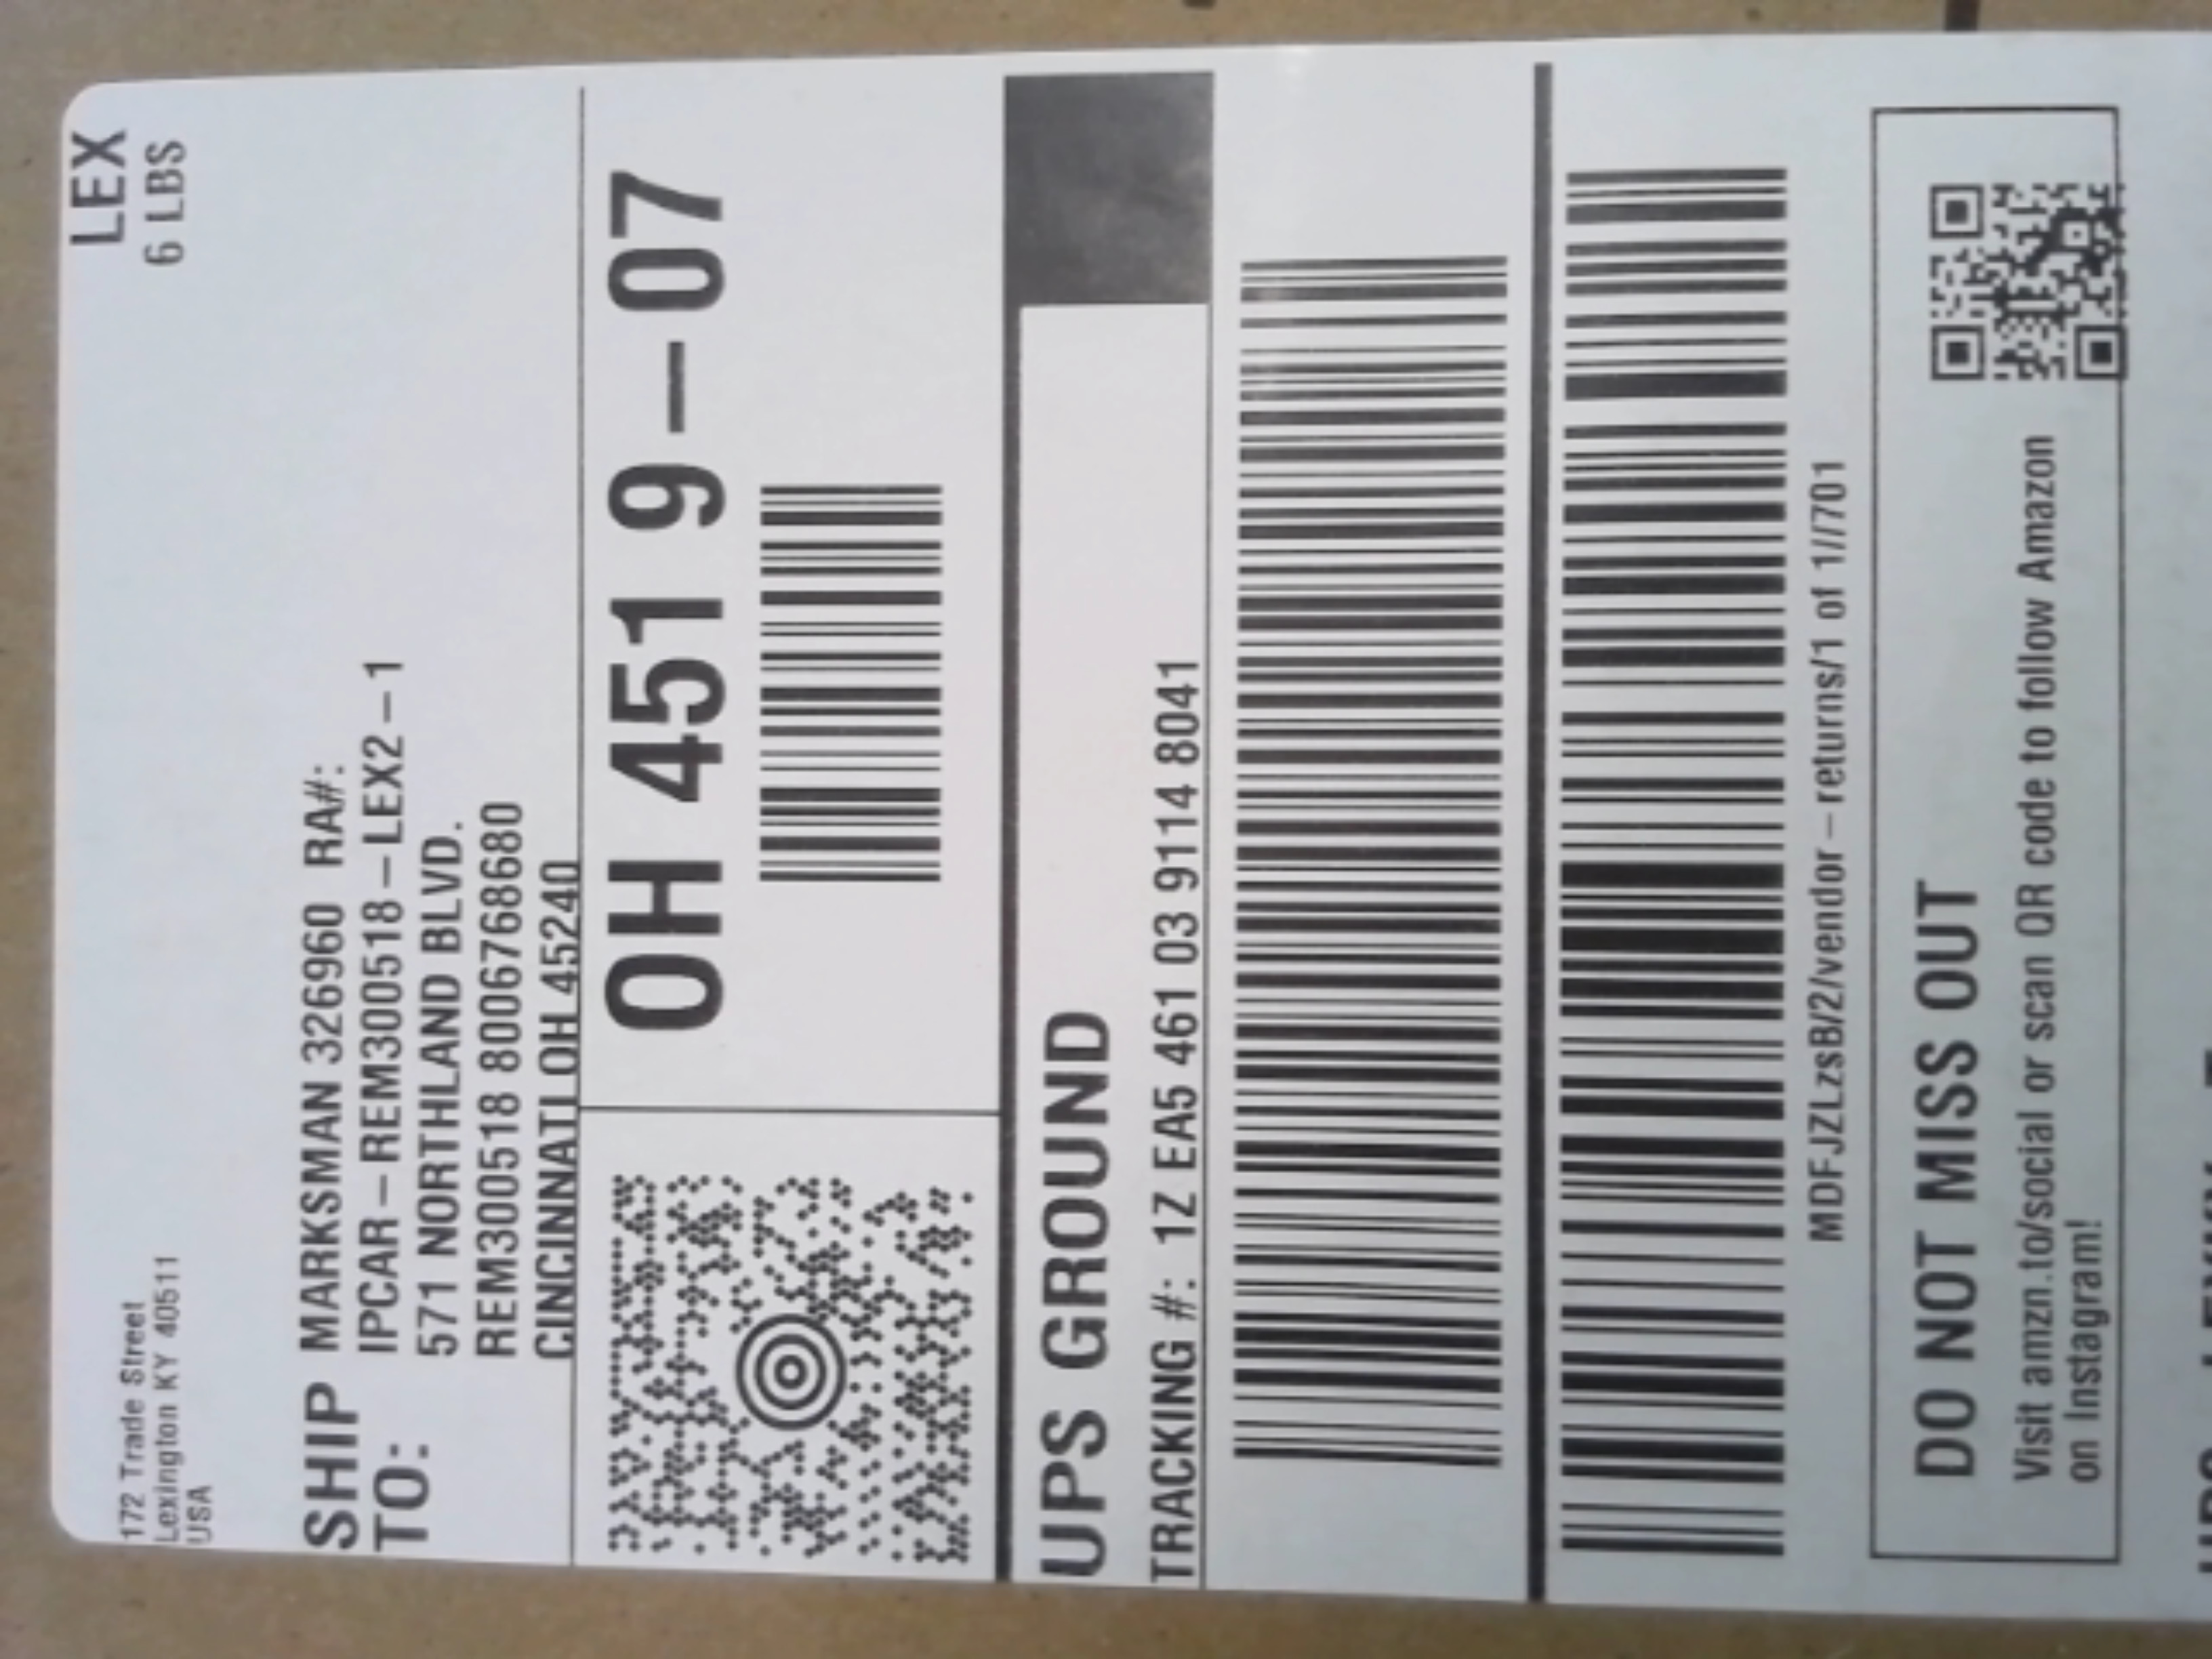 LEX
6 LBS
172 Trade Street
Lexington KY 40511
USA
SHIP TO:
MARKSMAN 326960 RA#:
IPCAR-REM300518-LEX2-1
571 NORTHLAND BLVD.
REM300518 8006768680
CINCINNATI OH 45240
OH 451 9-07
UPS GROUND
TRACKING #: 1Z EA5 461 03 9114 8041
MDFJZLzsB/2/vendor-returns/1 of 1//701
DO NOT MISS OUT
Visit amzn.to/social or scan QR code to follow Amazon
on Instagram!